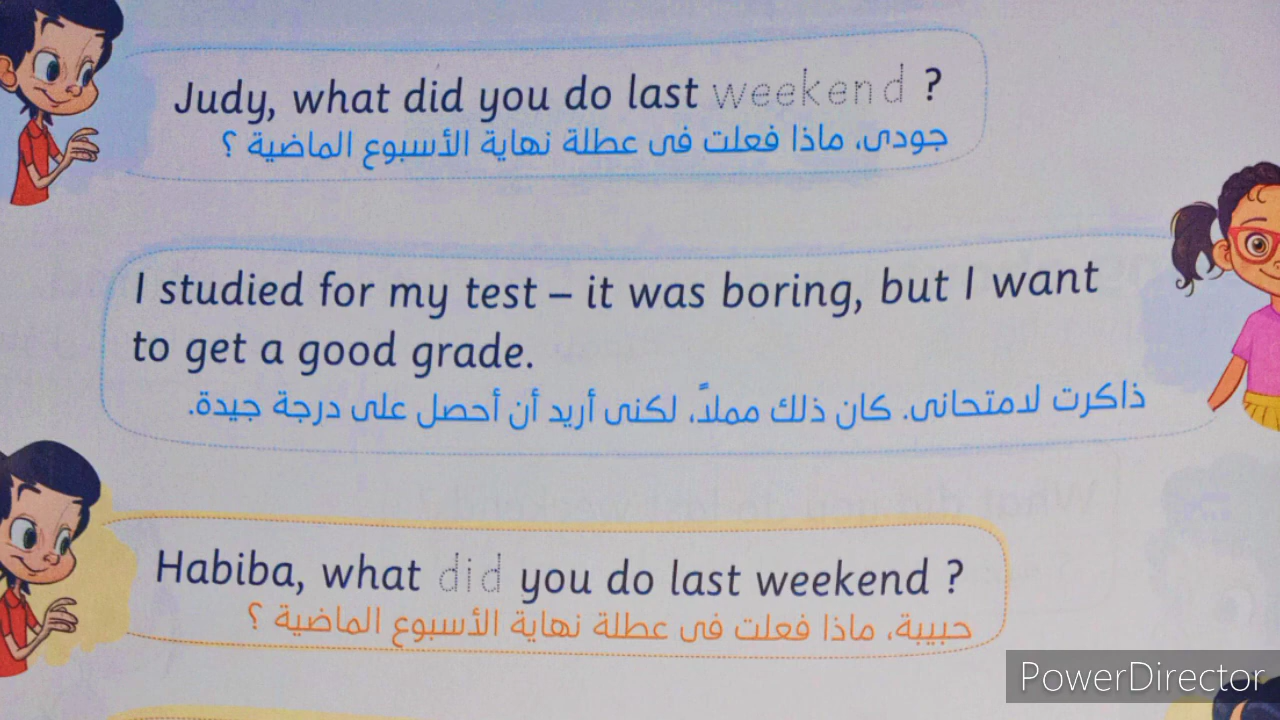 Judy, what did you do last weekend ?
جودى، ماذا فعلت فى عطلة نهاية الأسبوع الماضية ؟
I studied for my test – it was boring, but I want
to get a good grade.
ذاكرت لامتحانى. كان ذلك مملاً، لكنى أريد أن أحصل على درجة جيدة.
Habiba, what did you do last weekend ?
حبيبة، ماذا فعلت فى عطلة نهاية الأسبوع الماضية ؟
PowerDirector